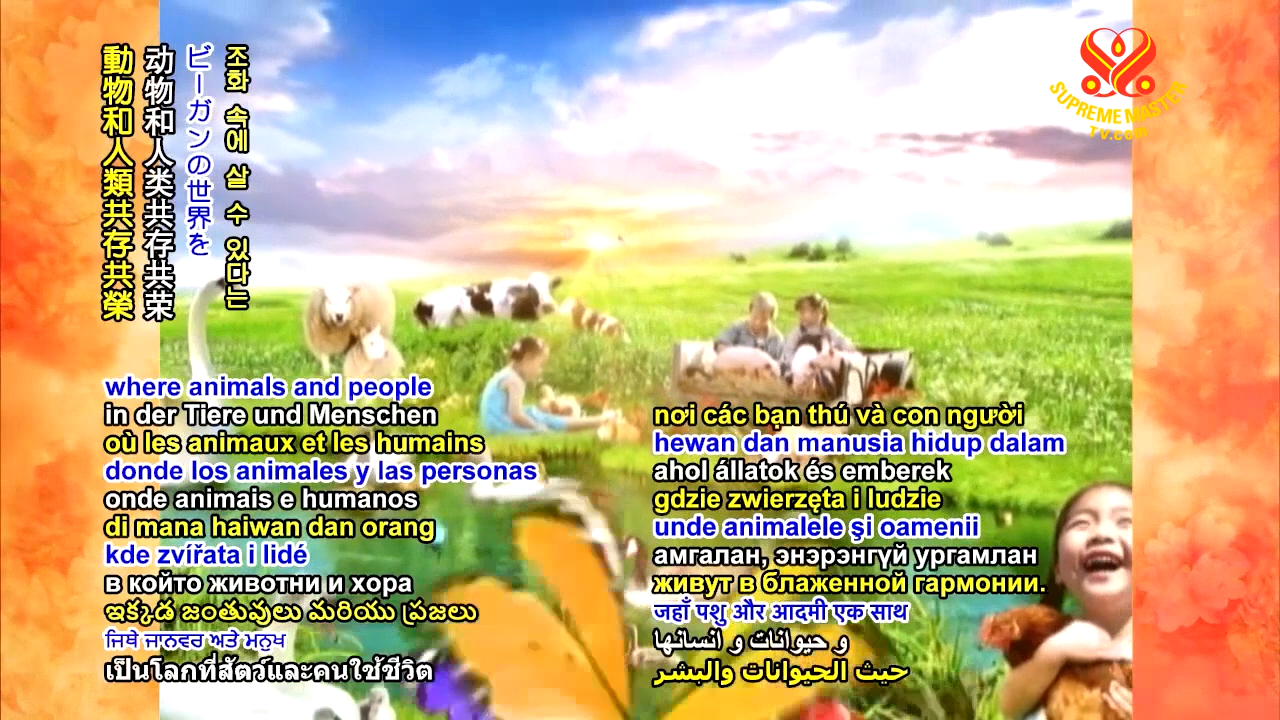 動物和人類共存共榮
动物和人类共存共荣
ビーガンの世界を
조화 속에 살 수 있다는
SUPREME MASTER
TV.com
where animals and people
in der Tiere und Menschen
où les animaux et les humains
donde los animales y las personas
onde animais e humanos
di mana haiwan dan orang
kde zvířata i lidé
в който животни и хора
ఇక్కడ జంతువులు మరియు ప్రజలు
ਜਿਥੇ ਜਾਨਵਰ ਅਤੇ ਮਨੁਖ
เป็นโลกที่สัตว์และคนใช้ชีวิต
nơi các bạn thú và con người
hewan dan manusia hidup dalam
ahol állatok és emberek
gdzie zwierzęta i ludzie
unde animalele şi oamenii
амгалан, энэрэнгүй ургамлан
живут в блаженной гармонии.
जहाँ पशु और आदमी एक साथ
و حیوانات و انسانها
حيث الحيوانات والبشر